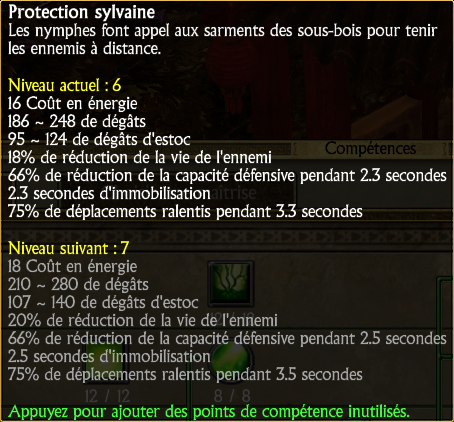 Protection sylvaine
Les nymphes font appel aux sarments des sous-bois pour tenir
les ennemis à distance.
Niveau actuel : 6
16 Coût en énergie
186 ~ 248 de dégâts
95 ~ 124 de dégâts d'estoc
Compétences
18% de réduction de la vie de l'ennemi
66% de réduction de la capacité défensive pendant 2.3 secondes
2.3 secondes d'immobilisation
75% de déplacements ralentis pendant 3.3 secondes
Niveau suivant : 7
18 Coût en énergie
210 ~ 280 de dégâts
107 ~ 140 de dégâts d'estoc
20% de réduction de la vie de l'ennemi
66% de réduction de la capacité défensive pendant 2.5 secondes
2.5 secondes d'immobilisation
75% de déplacements ralentis pendant 3.5 secondes
12 / 12
8 / 8
Appuyez pour ajouter des points de compétence inutilisés.